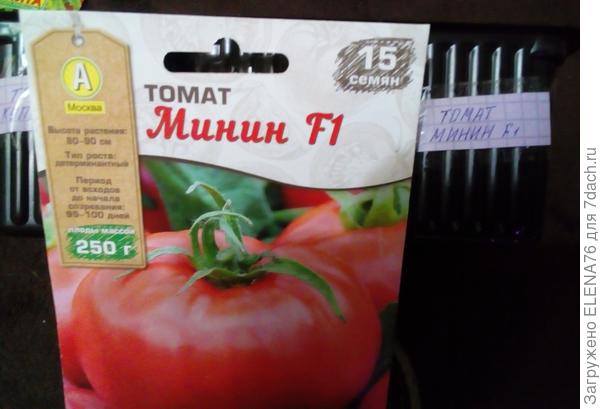 А
Москва
Высота растения:
80-90 см
Тип роста:
детерминантный
Период
от всходов
до начала
созревания:
95-100 дней
плоды массой
250 г
15
семян
ТОМАТ
Минин F1
ТОМАТ
МИНИН F1
Загружено ELENA76 для 7dach.ru